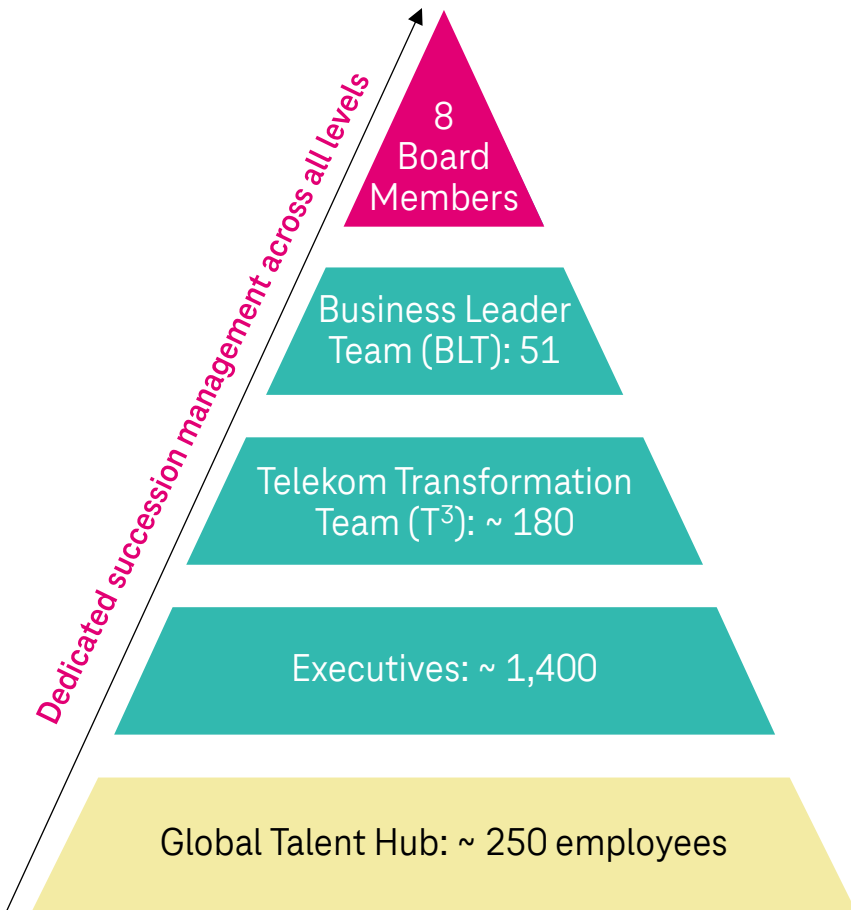 Dedicated succession management across all levels
8
Board
Members
Business Leader
Team (BLT): 51
Telekom Transformation
Team (T³): ~ 180
Executives: ~ 1,400
Global Talent Hub: ~ 250 employees